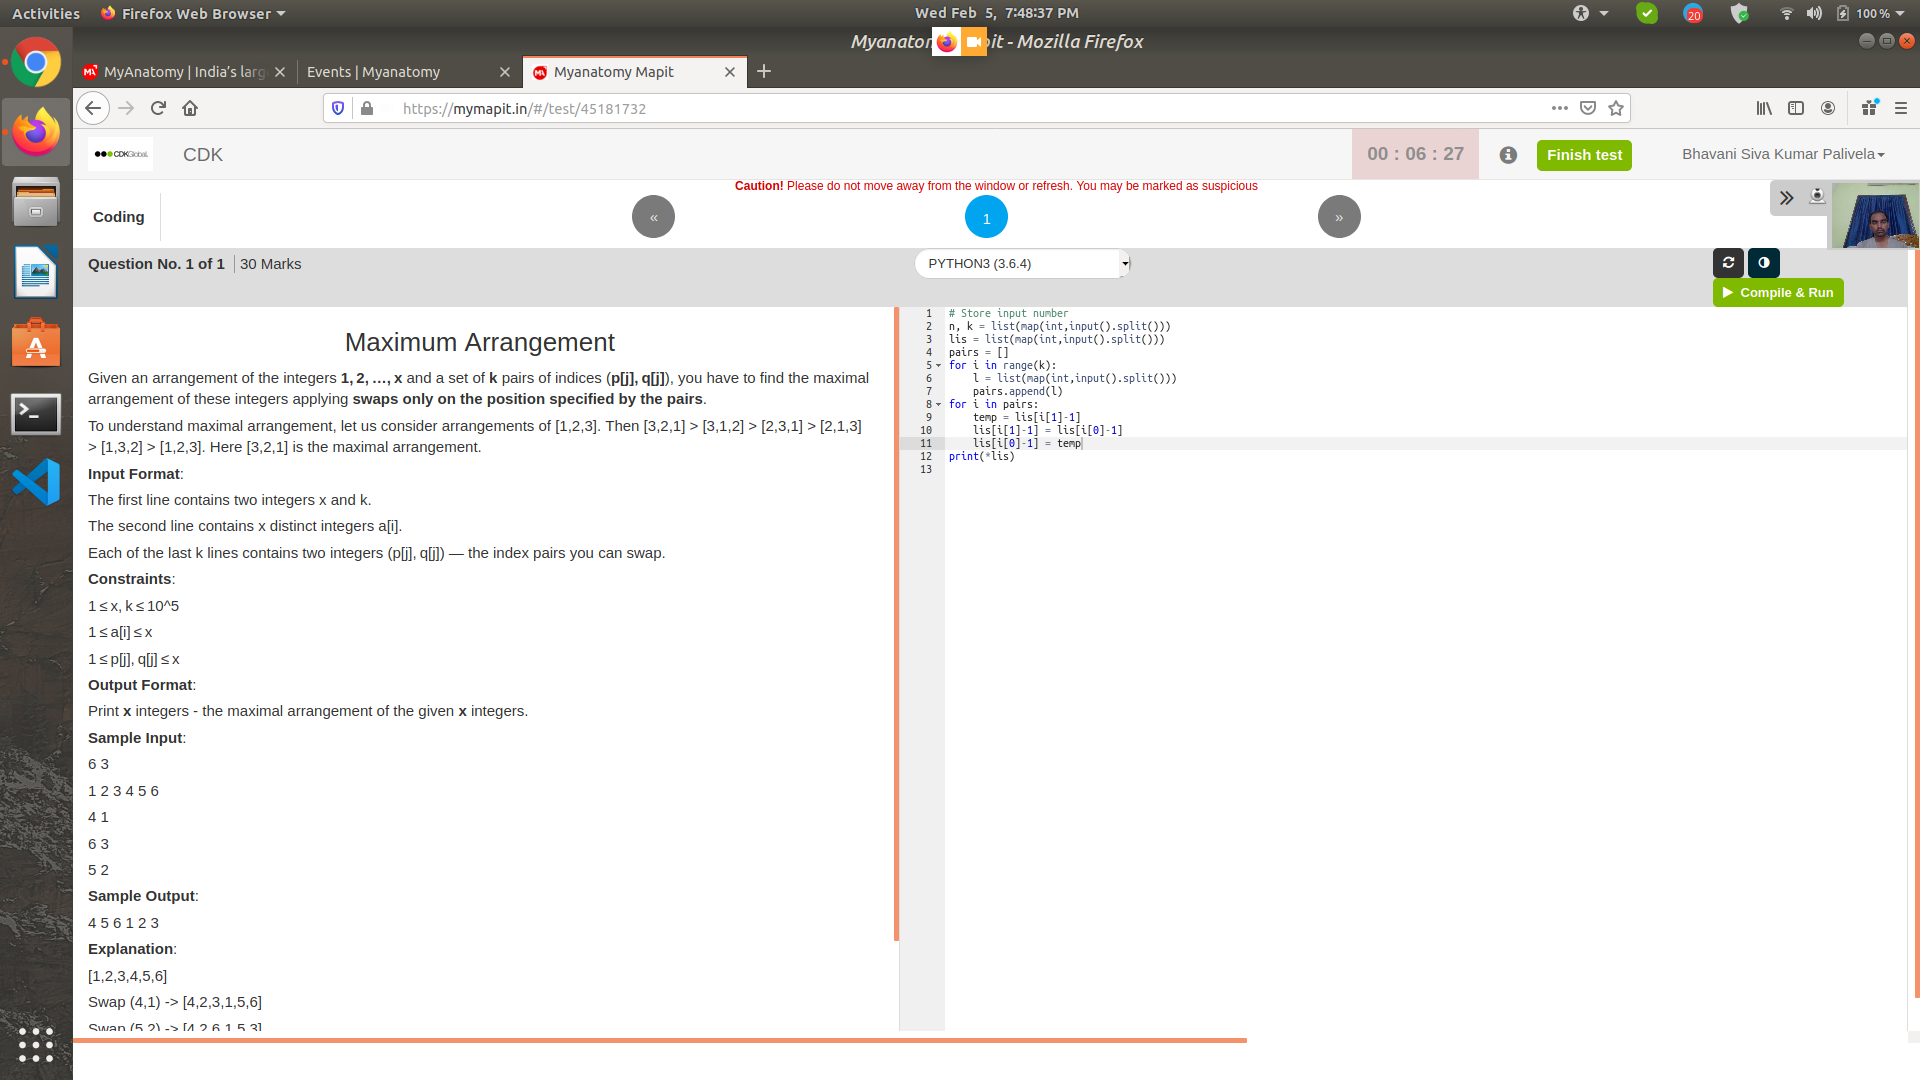 Activities Firefox Web Browser Wed Feb 5, 7:48:37 PM 20 100 %
Mozilla Firefox
MyAnatomy | India's larg
Events | Myanatomy
Myanatomy Mapit
https://mymapit.in/#/test/45181732
CDKGlobal. CDK 00 : 06 : 27 Finish test Bhavani Siva Kumar Palivela
Caution! Please do not move away from the window or refresh. You may be marked as suspicious
Coding « 1 »
Question No. 1 of 1 30 Marks PYTHON3 (3.6.4)
Compile & Run
Maximum Arrangement
Given an arrangement of the integers 1, 2, ..., x and a set of k pairs of indices (p[j], q[j]), you have to find the maximal
arrangement of these integers applying swaps only on the position specified by the pairs.
To understand maximal arrangement, let us consider arrangements of [1,2,3]. Then [3,2,1] > [3,1,2] > [2,3,1] > [2,1,3]
> [1,3,2] > [1,2,3]. Here [3,2,1] is the maximal arrangement.
Input Format:
The first line contains two integers x and k.
The second line contains x distinct integers a[i].
Each of the last k lines contains two integers (p[j], q[j]) — the index pairs you can swap.
Constraints:
1 ≤ x, k ≤ 10^5
1 ≤ a[i] ≤ x
1 ≤ p[j], q[j] ≤ x
Output Format:
Print x integers - the maximal arrangement of the given x integers.
Sample Input:
6 3
1 2 3 4 5 6
4 1
6 3
5 2
Sample Output:
4 5 6 1 2 3
Explanation:
[1,2,3,4,5,6]
Swap (4,1) -> [4,2,3,1,5,6]
Swap (5,2) -> [4,2,6,1,5,3]
1 # Store input number
2 n, k = list(map(int,input().split()))
3 lis = list(map(int,input().split()))
4 pairs = []
5 for i in range(k):
6 l = list(map(int,input().split()))
7 pairs.append(l)
8 for i in pairs:
9 temp = lis[i[1]-1]
10 lis[i[1]-1] = lis[i[0]-1]
11 lis[i[0]-1] = temp
12 print(*lis)
13